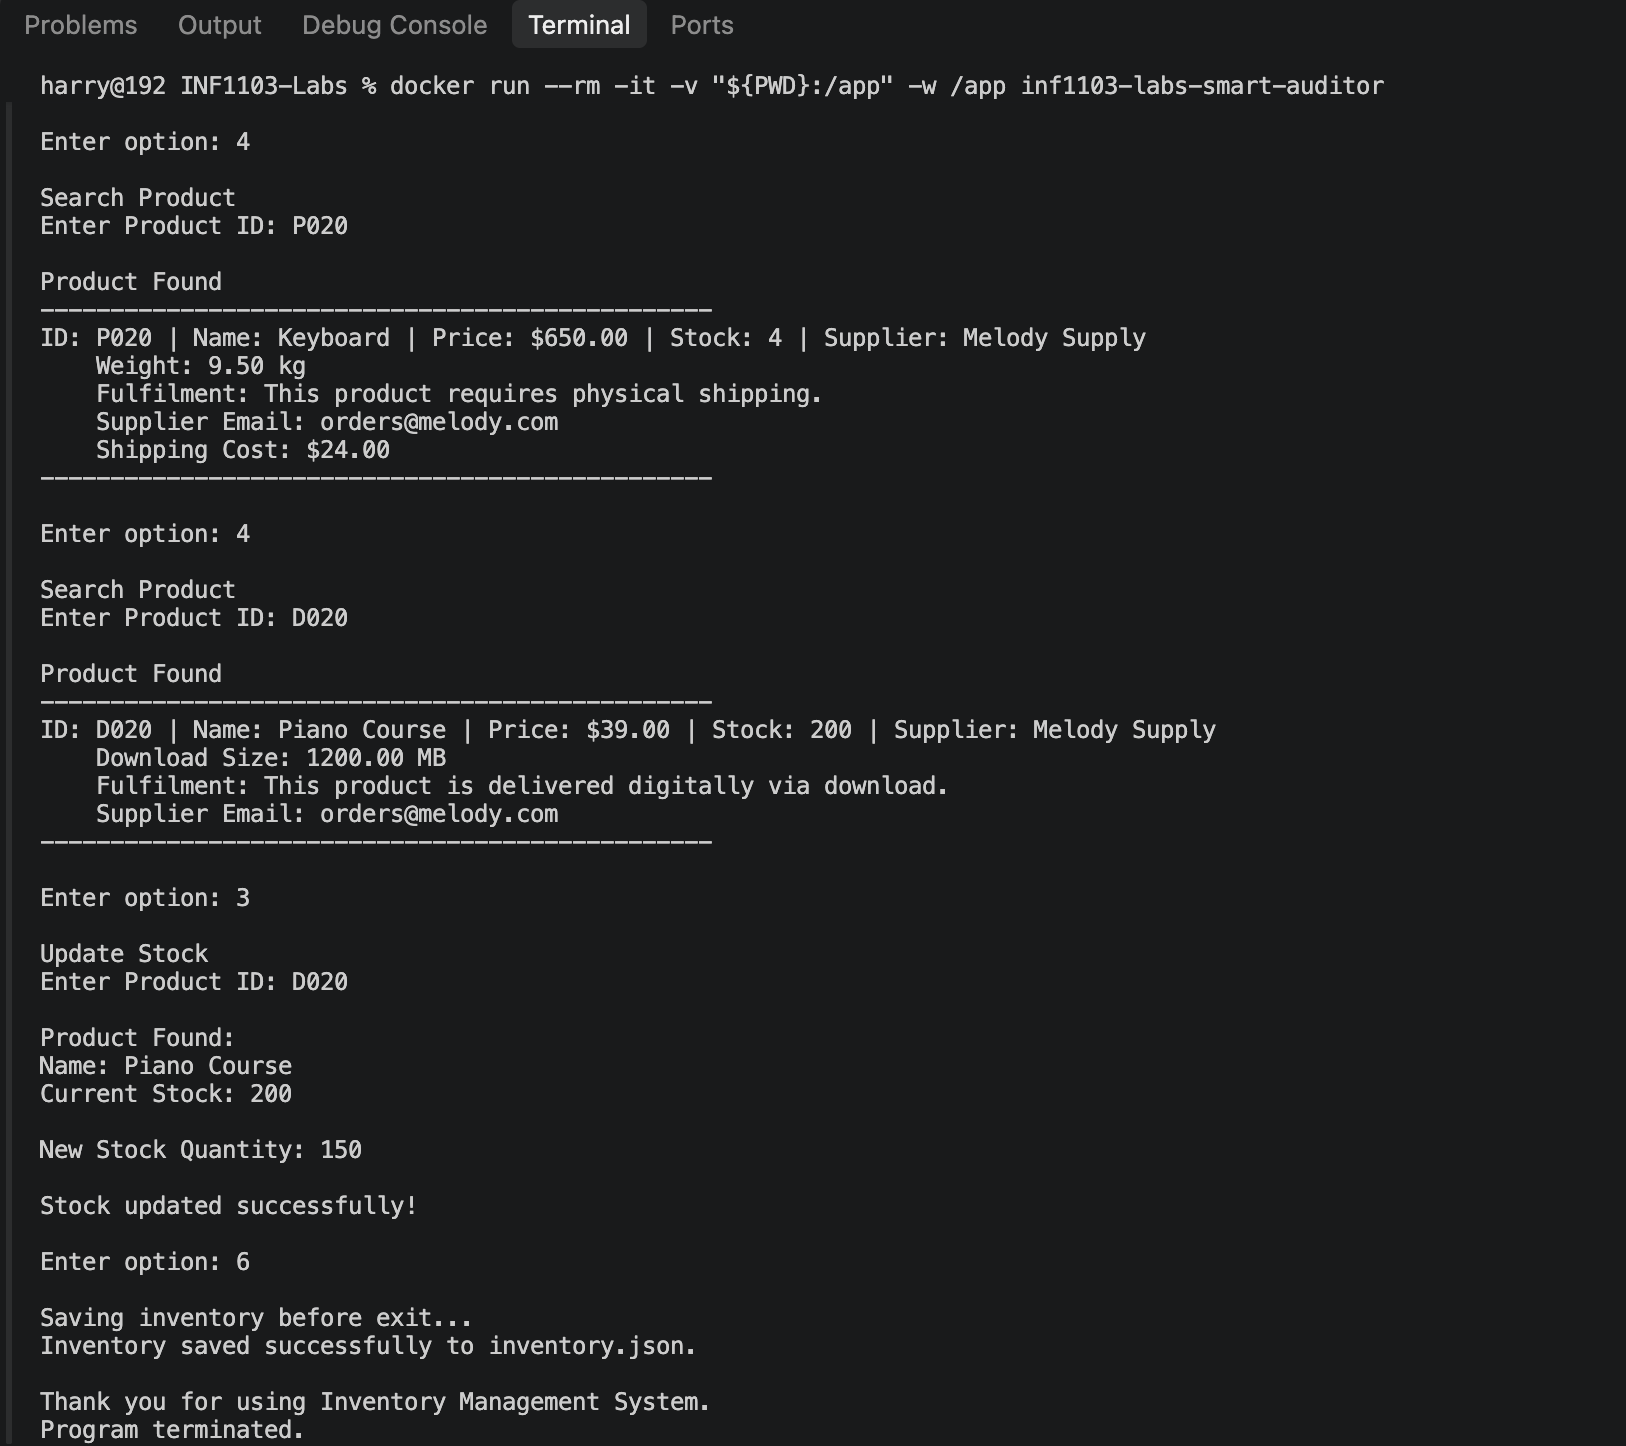 Problems Output Debug Console Terminal Ports
harry@192 INF1103-Labs % docker run --rm -it -v "${PWD}:/app" -w /app inf1103-labs-smart-auditor
Enter option: 4
Search Product
Enter Product ID: P020
Product Found
------------------------------------------------
ID: P020 | Name: Keyboard | Price: $650.00 | Stock: 4 | Supplier: Melody Supply
    Weight: 9.50 kg
    Fulfilment: This product requires physical shipping.
    Supplier Email: orders@melody.com
    Shipping Cost: $24.00
------------------------------------------------
Enter option: 4
Search Product
Enter Product ID: D020
Product Found
------------------------------------------------
ID: D020 | Name: Piano Course | Price: $39.00 | Stock: 200 | Supplier: Melody Supply
    Download Size: 1200.00 MB
    Fulfilment: This product is delivered digitally via download.
    Supplier Email: orders@melody.com
------------------------------------------------
Enter option: 3
Update Stock
Enter Product ID: D020
Product Found:
Name: Piano Course
Current Stock: 200
New Stock Quantity: 150
Stock updated successfully!
Enter option: 6
Saving inventory before exit...
Inventory saved successfully to inventory.json.
Thank you for using Inventory Management System.
Program terminated.